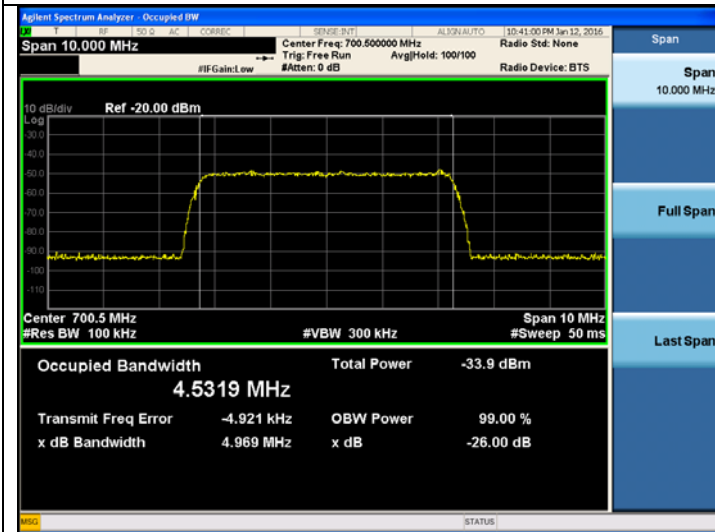 Agilent Spectrum Analyzer - Occupied BW
T RF 50 Ω AC CORREC SENSE:INT ALIGN AUTO 10:41:00 PM Jan 12, 2016
Span 10.000 MHz
Center Freq: 700.500000 MHz
Radio Std: None
Trig: Free Run Avg|Hold: 100/100
#IFGain:Low
#Atten: 0 dB
Radio Device: BTS
10 dB/div Ref -20.00 dBm
Log
-30.0
-40.0
-50.0
-60.0
-70.0
-80.0
-90.0
-100
-110
Center 700.5 MHz
Span 10 MHz
#Res BW 100 kHz
#VBW 300 kHz
#Sweep 50 ms
Occupied Bandwidth
Total Power -33.9 dBm
4.5319 MHz
Transmit Freq Error -4.921 kHz
OBW Power 99.00 %
x dB Bandwidth 4.969 MHz
x dB -26.00 dB
MSG
STATUS
Span
Span
10.000 MHz
Full Span
Last Span